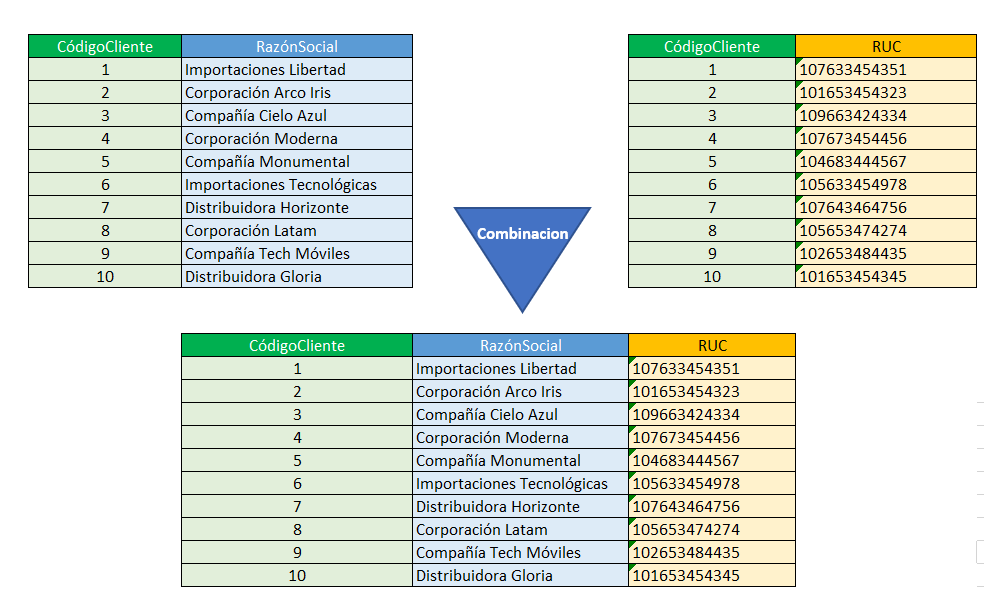 CódigoCliente RazónSocial
1 Importaciones Libertad
2 Corporación Arco Iris
3 Compañía Cielo Azul
4 Corporación Moderna
5 Compañía Monumental
6 Importaciones Tecnológicas
7 Distribuidora Horizonte
8 Corporación Latam
9 Compañía Tech Móviles
10 Distribuidora Gloria
CódigoCliente RUC
1 107633454351
2 101653454323
3 109663424334
4 107673454456
5 104683444567
6 105633454978
7 107643464756
8 105653474274
9 102653484435
10 101653454345
Combinacion
CódigoCliente RazónSocial RUC
1 Importaciones Libertad 107633454351
2 Corporación Arco Iris 101653454323
3 Compañía Cielo Azul 109663424334
4 Corporación Moderna 107673454456
5 Compañía Monumental 104683444567
6 Importaciones Tecnológicas 105633454978
7 Distribuidora Horizonte 107643464756
8 Corporación Latam 105653474274
9 Compañía Tech Móviles 102653484435
10 Distribuidora Gloria 101653454345